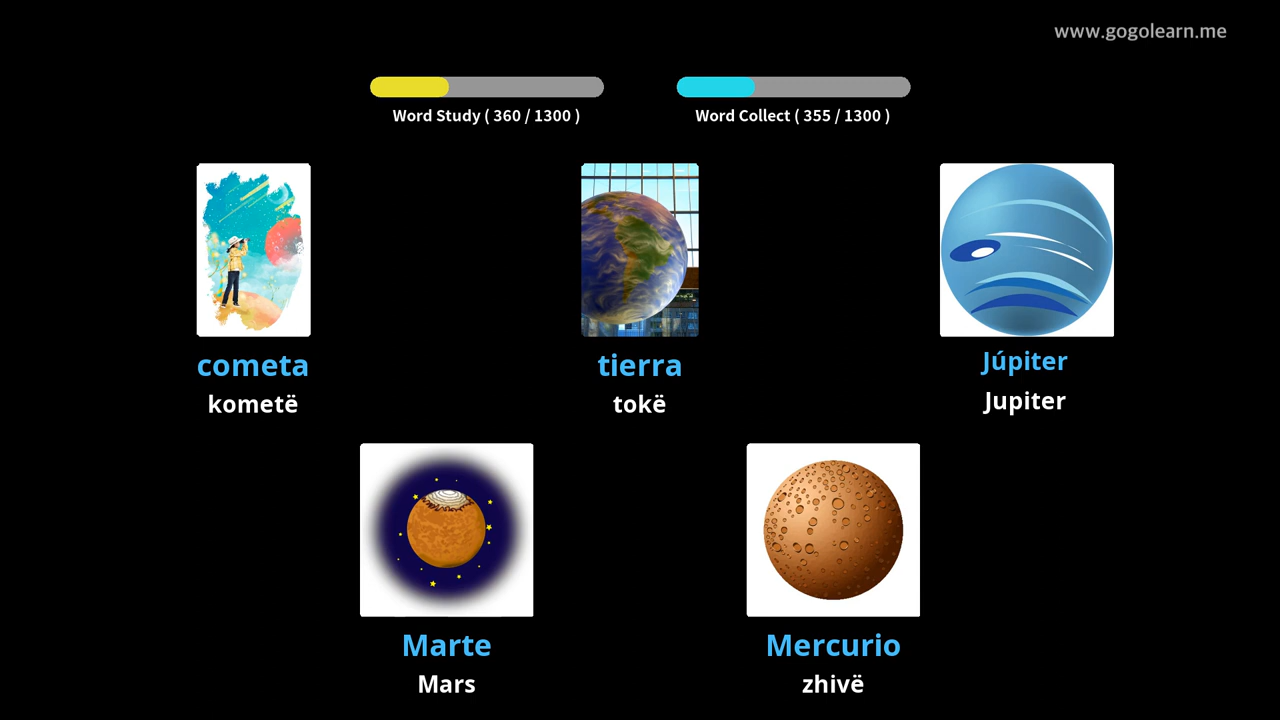 www.gogolearn.me
Word Study ( 360 / 1300 )
Word Collect ( 355 / 1300 )
cometa
kometë
tierra
tokë
Júpiter
Jupiter
Marte
Mars
Mercurio
zhivë